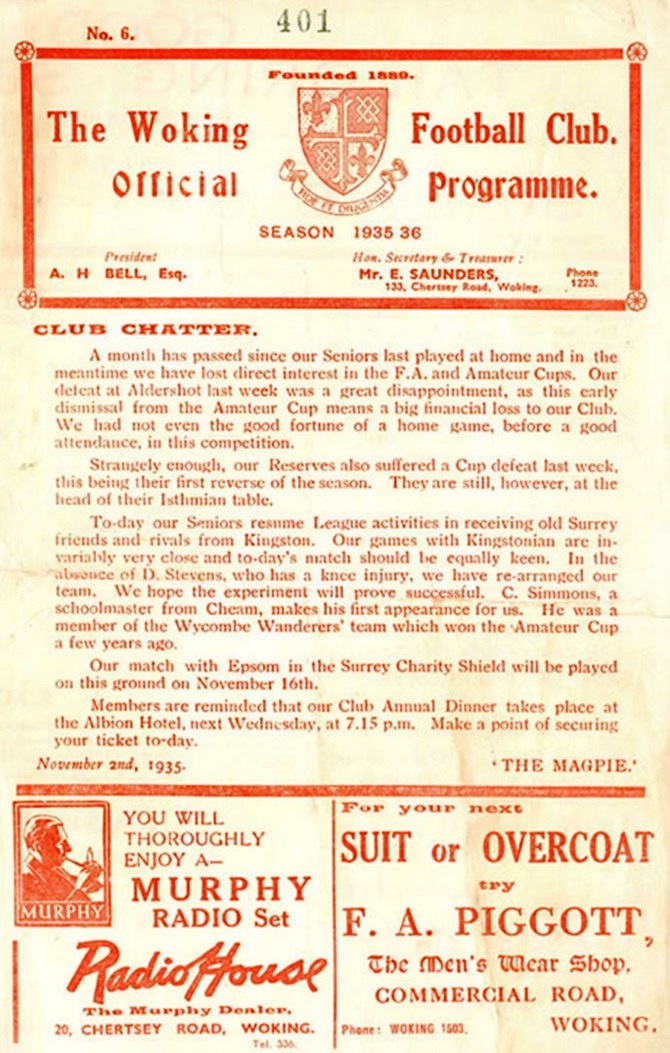 No. 6.
401
Founded 1889.
The Woking Football Club.
Official Programme.
FIDE ET DILIGENTIA
SEASON 1935 36
President
A. H BELL, Esq.
Hon. Secretary & Treasurer :
Mr. E. SAUNDERS,
133, Chertsey Road, Woking.
Phone
1223.
CLUB CHATTER.
A month has passed since our Seniors last played at home and in the
meantime we have lost direct interest in the F.A. and Amateur Cups. Our
defeat at Aldershot last week was a great disappointment, as this early
dismissal from the Amateur Cup means a big financial loss to our Club.
We had not even the good fortune of a home game, before a good
attendance, in this competition.
Strangely enough, our Reserves also suffered a Cup defeat last week,
this being their first reverse of the season. They are still, however, at the
head of their Isthmian table.
To-day our Seniors resume League activities in receiving old Surrey
friends and rivals from Kingston. Our games with Kingstonian are in-
variably very close and to-day's match should be equally keen. In the
absence of D. Stevens, who has a knee injury, we have re-arranged our
team. We hope the experiment will prove successful. C. Simmons, a
schoolmaster from Cheam, makes his first appearance for us. He was a
member of the Wycombe Wanderers' team which won the Amateur Cup
a few years ago.
Our match with Epsom in the Surrey Charity Shield will be played
on this ground on November 16th.
Members are reminded that our Club Annual Dinner takes place at
the Albion Hotel, next Wednesday, at 7.15 p.m. Make a point of securing
your ticket to-day.
November 2nd, 1935.
'THE MAGPIE.'
MURPHY
YOU WILL
THOROUGHLY
ENJOY A—
MURPHY
RADIO Set
Radio House
The Murphy Dealer,
20, CHERTSEY ROAD, WOKING.
Tel. 336.
For your next
SUIT or OVERCOAT
try
F. A. PIGGOTT,
The Men's Wear Shop,
COMMERCIAL ROAD,
Phone: WOKING 1503.
WOKING.